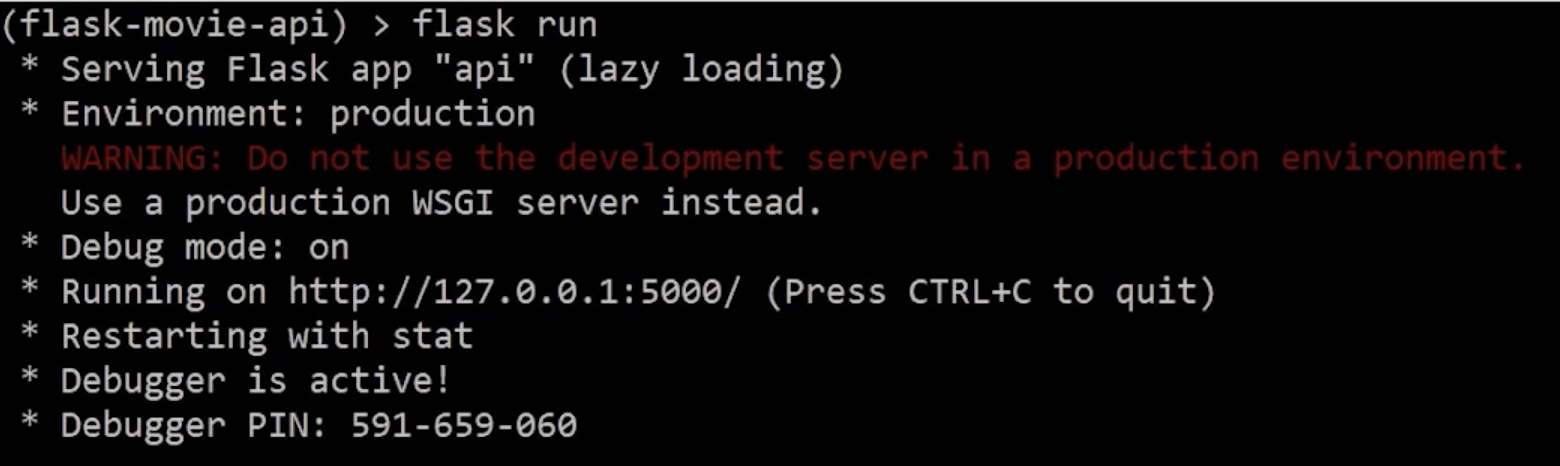 (flask-movie-api) > flask run
* Serving Flask app "api" (lazy loading)
* Environment: production
WARNING: Do not use the development server in a production environment.
Use a production WSGI server instead.
* Debug mode: on
* Running on http://127.0.0.1:5000/ (Press CTRL+C to quit)
* Restarting with stat
* Debugger is active!
* Debugger PIN: 591-659-060